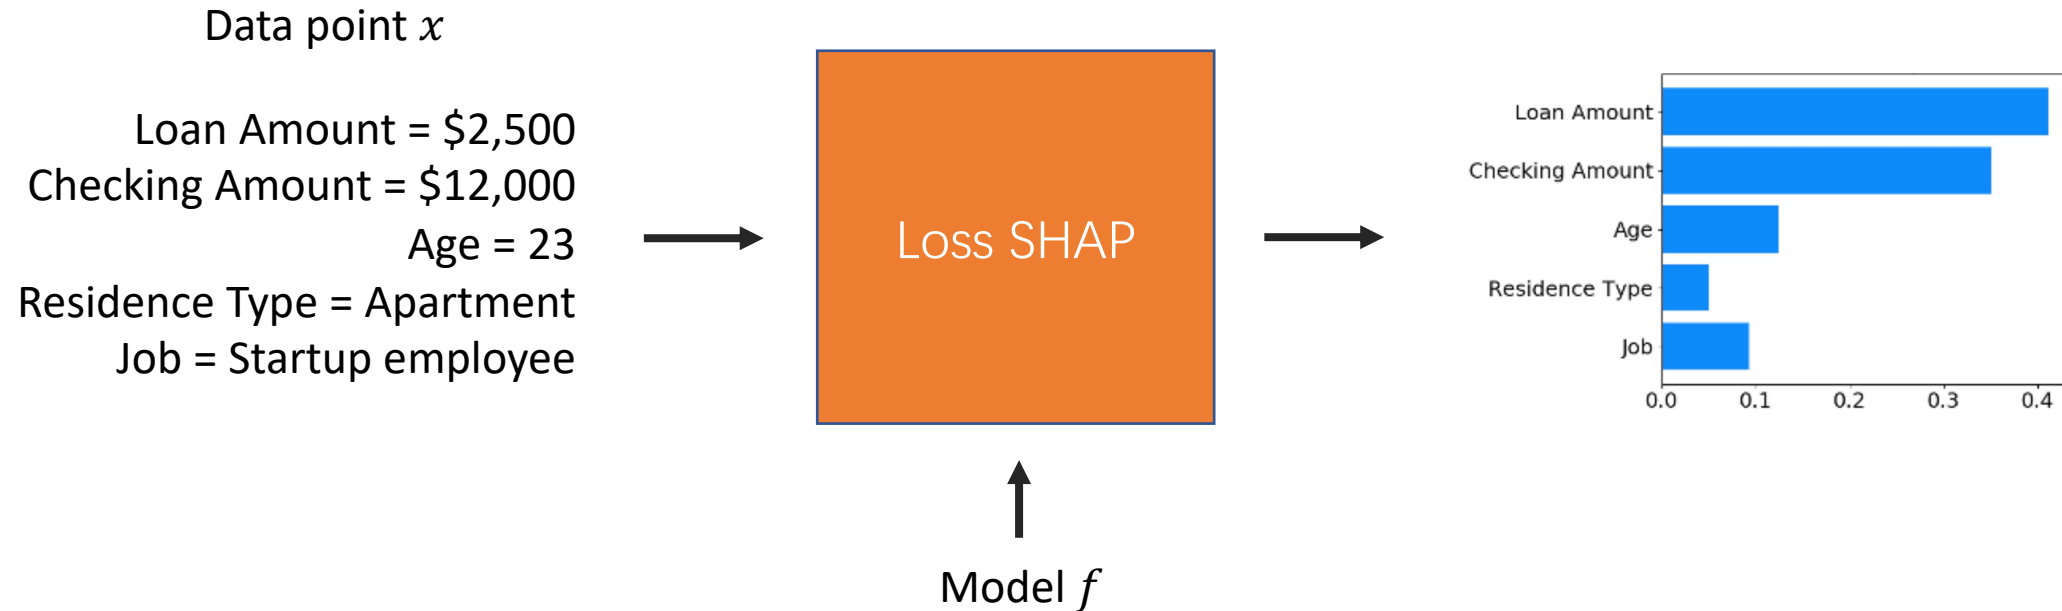 Data point x
Loan Amount = $2,500
Checking Amount = $12,000
Age = 23
Residence Type = Apartment
Job = Startup employee
Loss SHAP
Model f
Loan Amount
Checking Amount
Age
Residence Type
Job
0.0 0.1 0.2 0.3 0.4